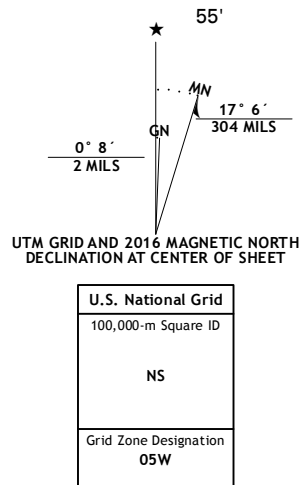 ★ 55'
MN
GN
17° 6´
304 MILS
0° 8´
2 MILS
UTM GRID AND 2016 MAGNETIC NORTH
DECLINATION AT CENTER OF SHEET
U.S. National Grid
100,000-m Square ID
NS
Grid Zone Designation
05W